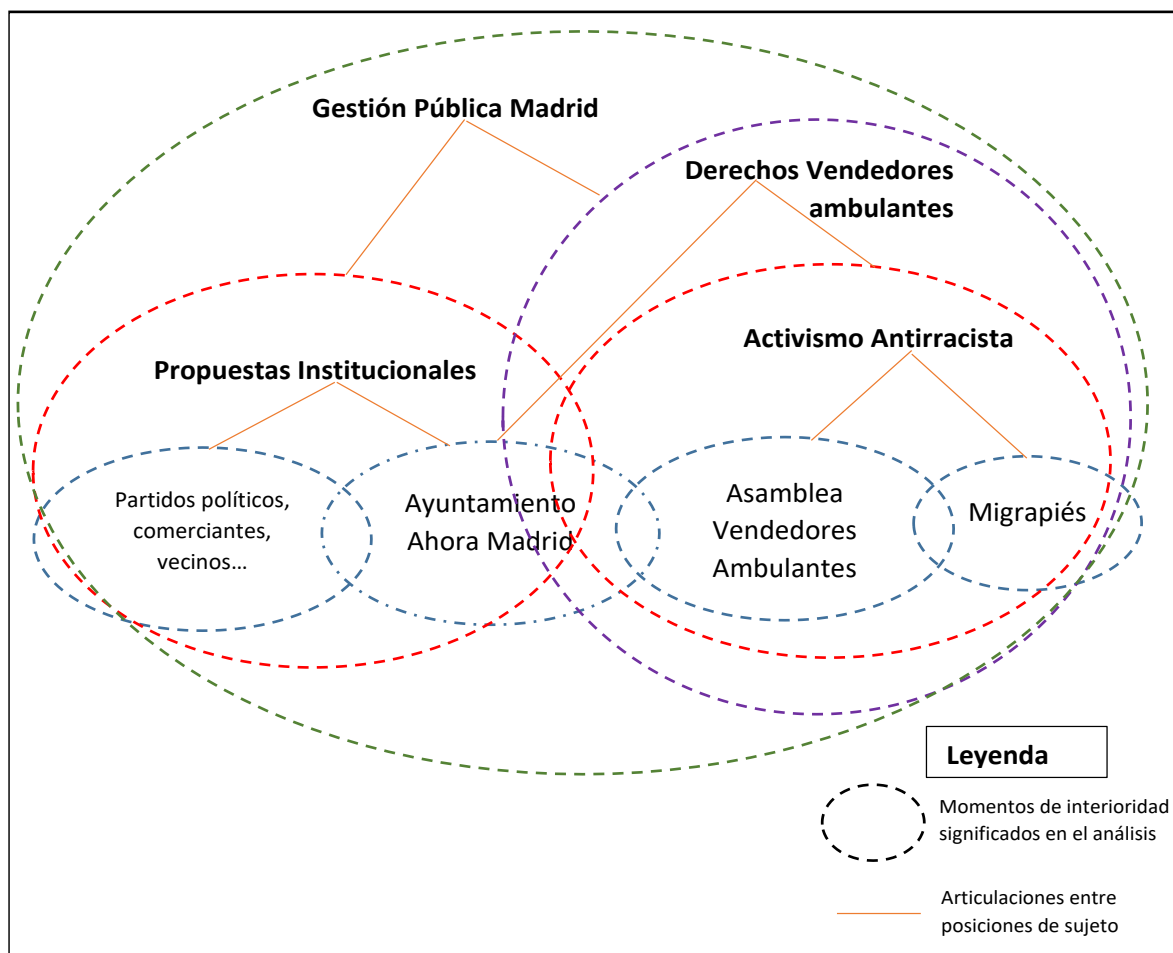 Gestión Pública Madrid
Derechos Vendedores
ambulantes
Activismo Antirracista
Propuestas Institucionales
Partidos políticos,
comerciantes,
vecinos...
Ayuntamiento
Ahora Madrid
Asamblea
Vendedores
Ambulantes
Migrapiés
Leyenda
Momentos de interioridad
significados en el análisis
Articulaciones entre
posiciones de sujeto